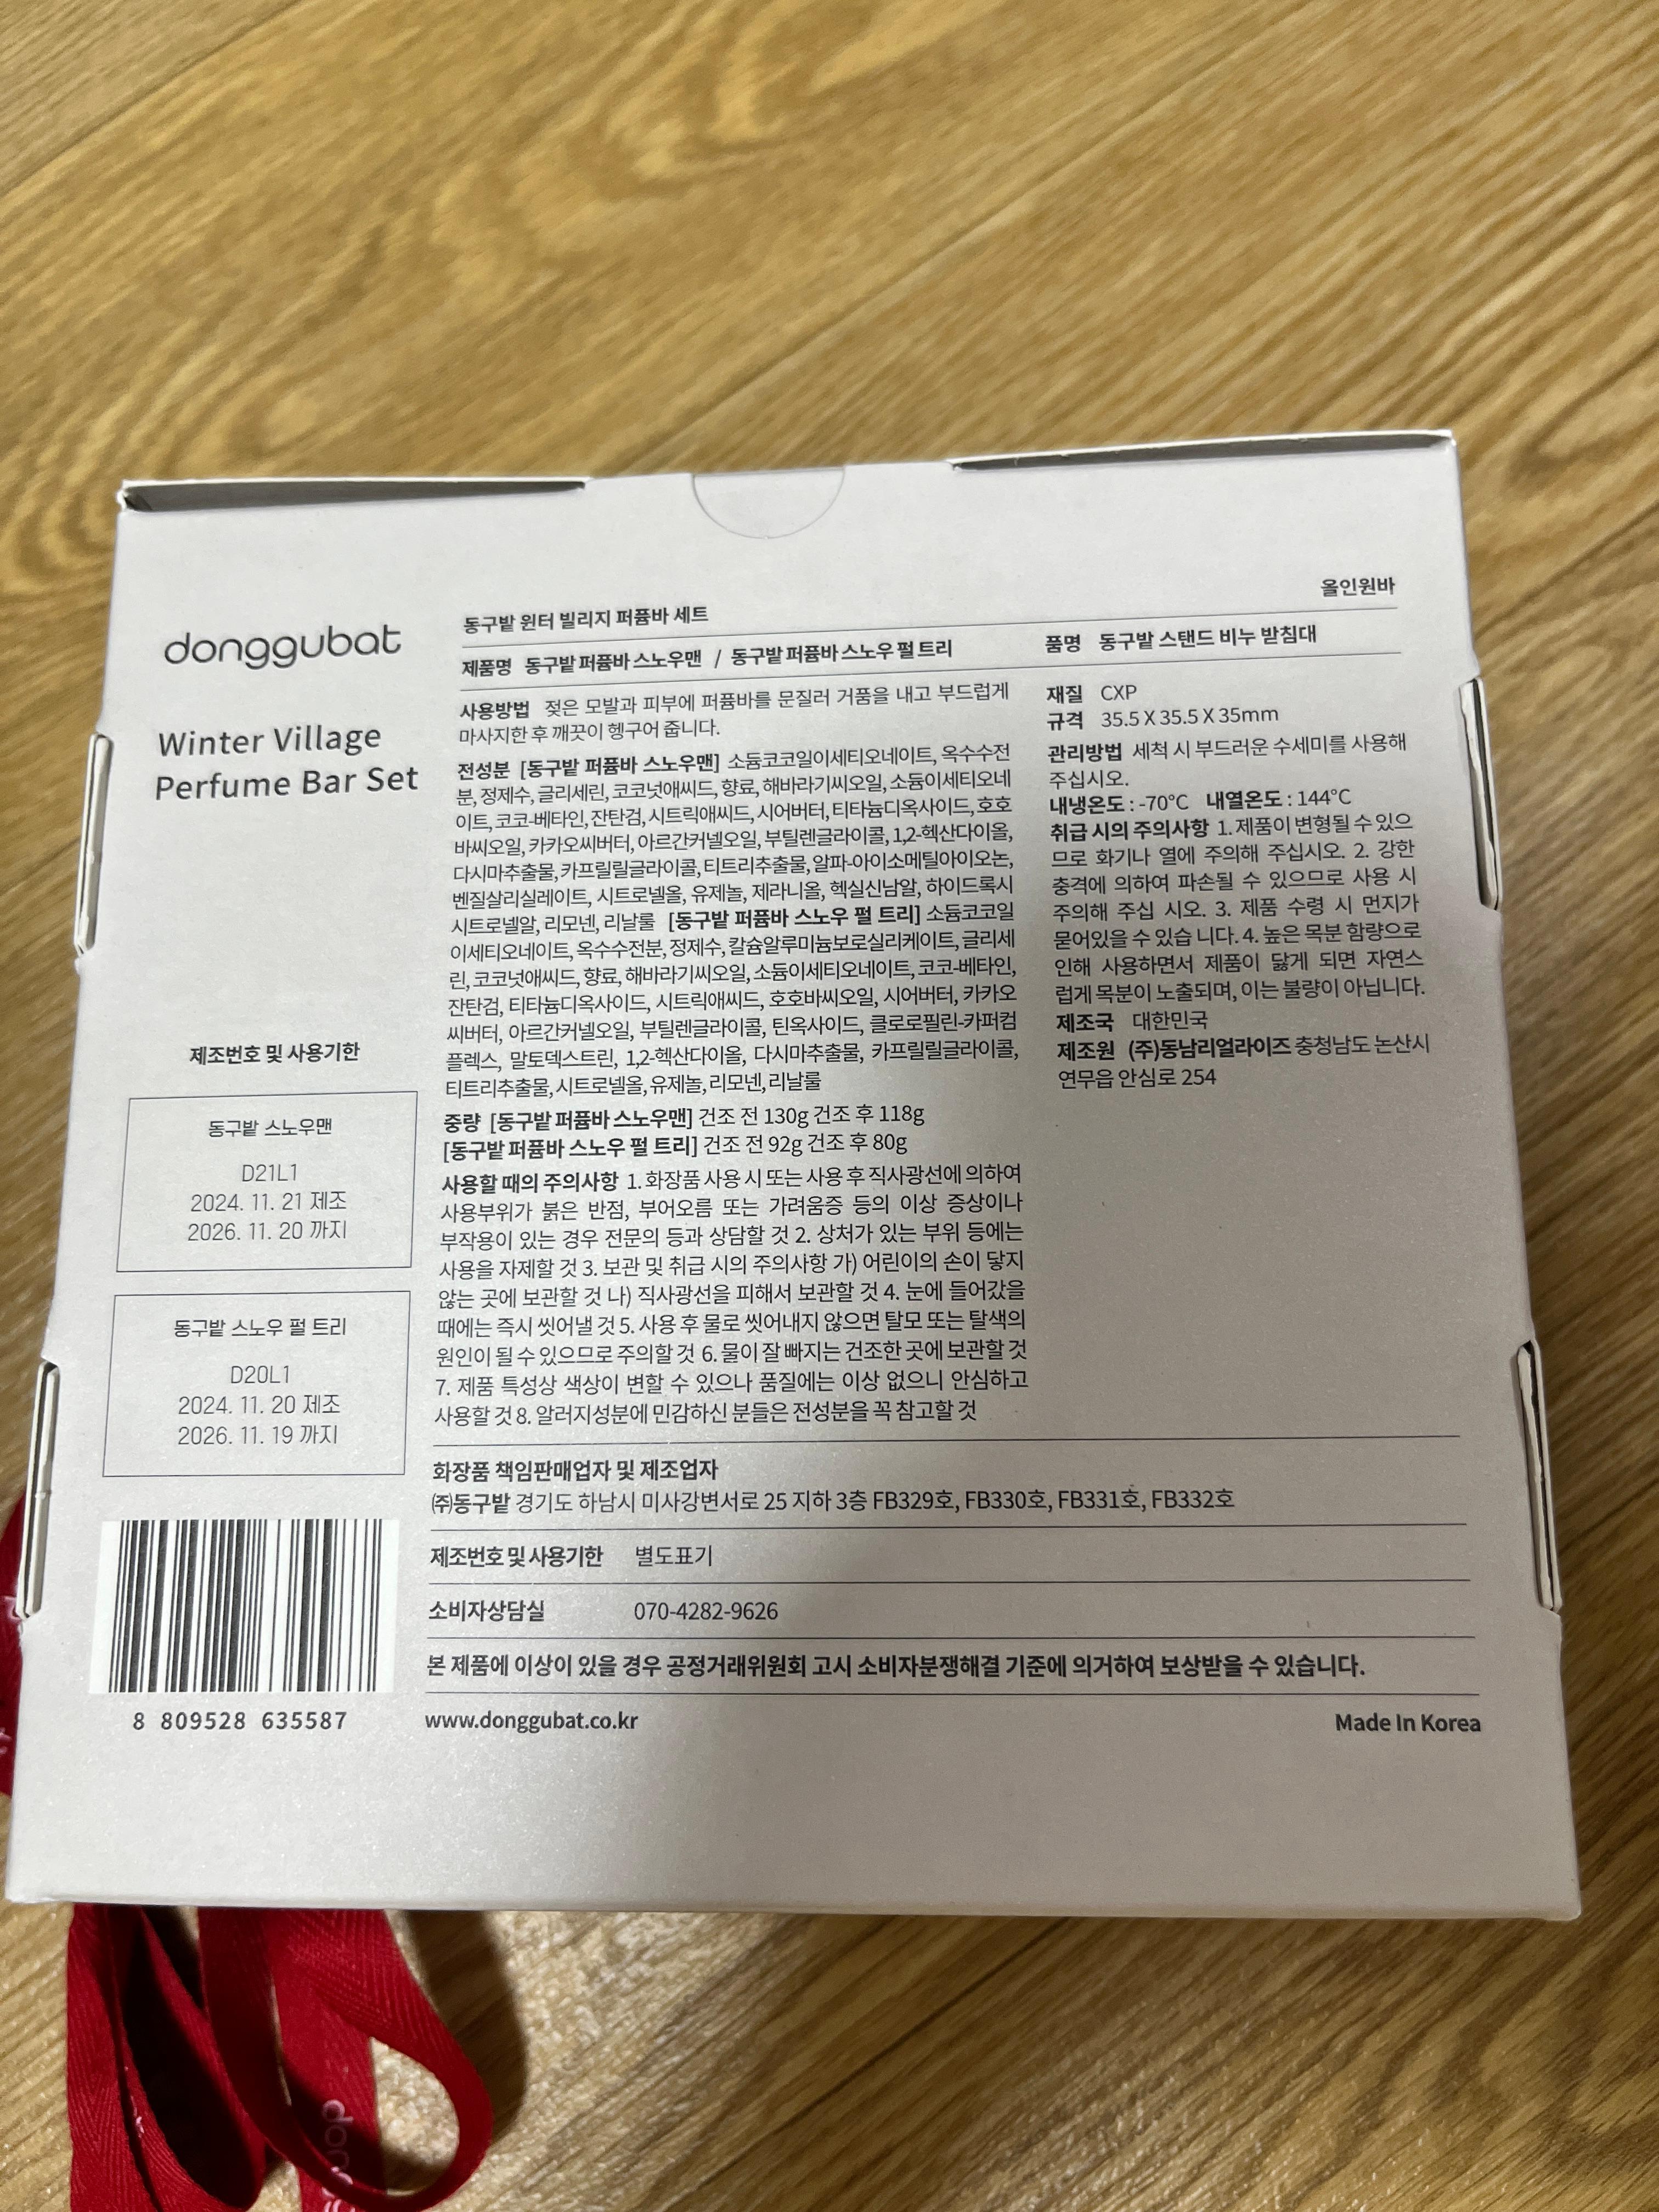 donggubat
Winter Village
Perfume Bar Set
제조번호 및 사용기한
동구밭 스노우맨
D21L1
2024. 11. 21 제조
2026. 11. 20 까지
동구밭 스노우 펄 트리
D20L1
2024. 11. 20 제조
2026. 11. 19 까지
8 809528 635587
동구밭 윈터 빌리지 퍼퓸바 세트
올인원바
제품명 동구밭 퍼퓸바 스노우맨 / 동구밭 퍼퓸바 스노우 펄 트리
사용방법 젖은 모발과 피부에 퍼퓸바를 문질러 거품을 내고 부드럽게
마사지한 후 깨끗이 헹구어 줍니다.
전성분 [동구밭 퍼퓸바 스노우맨] 소듐코코일이세티오네이트, 옥수수전
분, 정제수, 글리세린, 코코넛애씨드, 향료, 해바라기씨오일, 소듐이세티오네
이트, 코코-베타인, 잔탄검, 시트릭애씨드, 시어버터, 티타늄디옥사이드, 호호
바씨오일, 카카오씨버터, 아르간커넬오일, 부틸렌글라이콜, 1,2-헥산다이올,
다시마추출물, 카프릴릴글라이콜, 티트리추출물, 알파-아이소메틸아이오논,
벤질살리실레이트, 시트로넬올, 유제놀, 제라니올, 헥실신남알, 하이드록시
시트로넬알, 리모넨, 리날룰 [동구밭 퍼퓸바 스노우 펄 트리] 소듐코코일
이세티오네이트, 옥수수전분, 정제수, 칼슘알루미늄보로실리케이트, 글리세
린, 코코넛애씨드, 향료, 해바라기씨오일, 소듐이세티오네이트, 코코-베타인,
잔탄검, 티타늄디옥사이드, 시트릭애씨드, 호호바씨오일, 시어버터, 카카오
씨버터, 아르간커넬오일, 부틸렌글라이콜, 틴옥사이드, 클로로필린-카퍼컴
플렉스, 말토덱스트린, 1,2-헥산다이올, 다시마추출물, 카프릴릴글라이콜,
티트리추출물, 시트로넬올, 유제놀, 리모넨, 리날룰
중량 [동구밭 퍼퓸바 스노우맨] 건조 전 130g 건조 후 118g
[동구밭 퍼퓸바 스노우 펄 트리] 건조 전 92g 건조 후 80g
사용할 때의 주의사항 1. 화장품 사용 시 또는 사용 후 직사광선에 의하여
사용부위가 붉은 반점, 부어오름 또는 가려움증 등의 이상 증상이나
부작용이 있는 경우 전문의 등과 상담할 것 2. 상처가 있는 부위 등에는
사용을 자제할 것 3. 보관 및 취급 시의 주의사항 가) 어린이의 손이 닿지
않는 곳에 보관할 것 나) 직사광선을 피해서 보관할 것 4. 눈에 들어갔을
때에는 즉시 씻어낼 것 5. 사용 후 물로 씻어내지 않으면 탈모 또는 탈색의
원인이 될 수 있으므로 주의할 것 6. 물이 잘 빠지는 건조한 곳에 보관할 것
7. 제품 특성상 색상이 변할 수 있으나 품질에는 이상 없으니 안심하고
사용할 것 8. 알러지성분에 민감하신 분들은 전성분을 꼭 참고할 것
품명 동구밭 스탠드 비누 받침대
재질 CXP
규격 35.5 X 35.5 X 35mm
관리방법 세척 시 부드러운 수세미를 사용해
주십시오.
내냉온도 : -70°C 내열온도 : 144°C
취급 시의 주의사항 1. 제품이 변형될 수 있으
므로 화기나 열에 주의해 주십시오. 2. 강한
충격에 의하여 파손될 수 있으므로 사용 시
주의해 주십 시오. 3. 제품 수령 시 먼지가
묻어있을 수 있습 니다. 4. 높은 목분 함량으로
인해 사용하면서 제품이 닳게 되면 자연스
럽게 목분이 노출되며, 이는 불량이 아닙니다.
제조국 대한민국
제조원 (주)동남리얼라이즈 충청남도 논산시
연무읍 안심로 254
화장품 책임판매업자 및 제조업자
㈜동구밭 경기도 하남시 미사강변서로 25 지하 3층 FB329호, FB330호, FB331호, FB332호
제조번호 및 사용기한 별도표기
소비자상담실 070-4282-9626
본 제품에 이상이 있을 경우 공정거래위원회 고시 소비자분쟁해결 기준에 의거하여 보상받을 수 있습니다.
www.donggubat.co.kr
Made In Korea